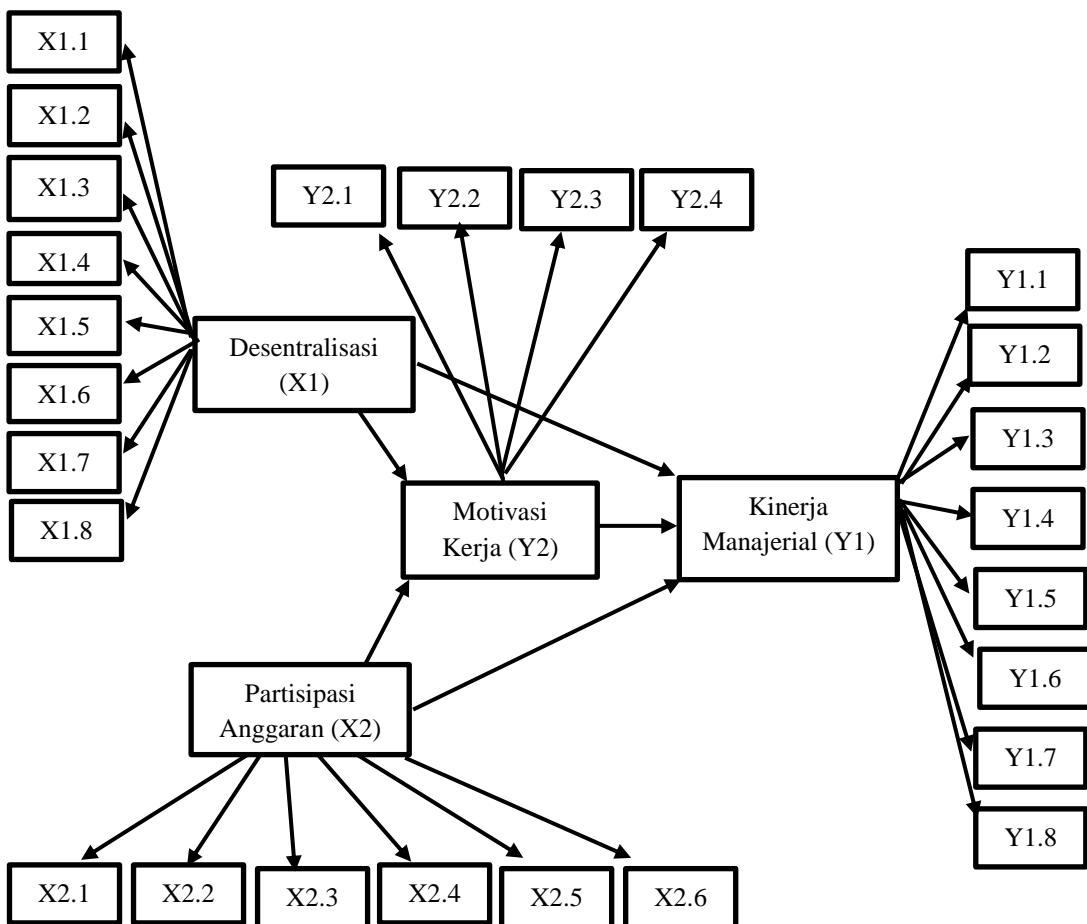 X1.1
X1.2
X1.3
X1.4
X1.5
X1.6
X1.7
X1.8
Y2.1
Y2.2
Y2.3
Y2.4
Desentralisasi
(X1)
Motivasi
Kerja (Y2)
Kinerja
Manajerial (Y1)
Y1.1
Y1.2
Y1.3
Y1.4
Y1.5
Y1.6
Y1.7
Y1.8
Partisipasi
Anggaran (X2)
X2.1
X2.2
X2.3
X2.4
X2.5
X2.6